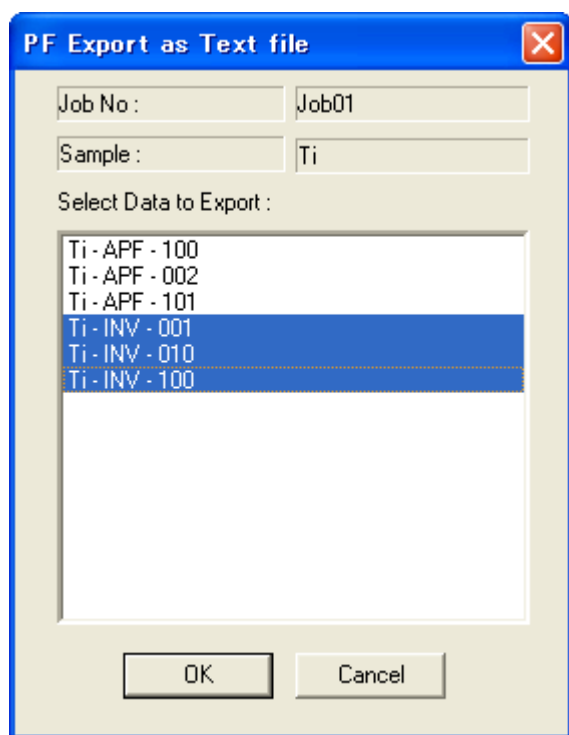 PF Export as Text file
Job No : Job01
Sample : Ti
Select Data to Export :
Ti - APF - 100
Ti - APF - 002
Ti - APF - 101
Ti - INV - 001
Ti - INV - 010
Ti - INV - 100
OK Cancel